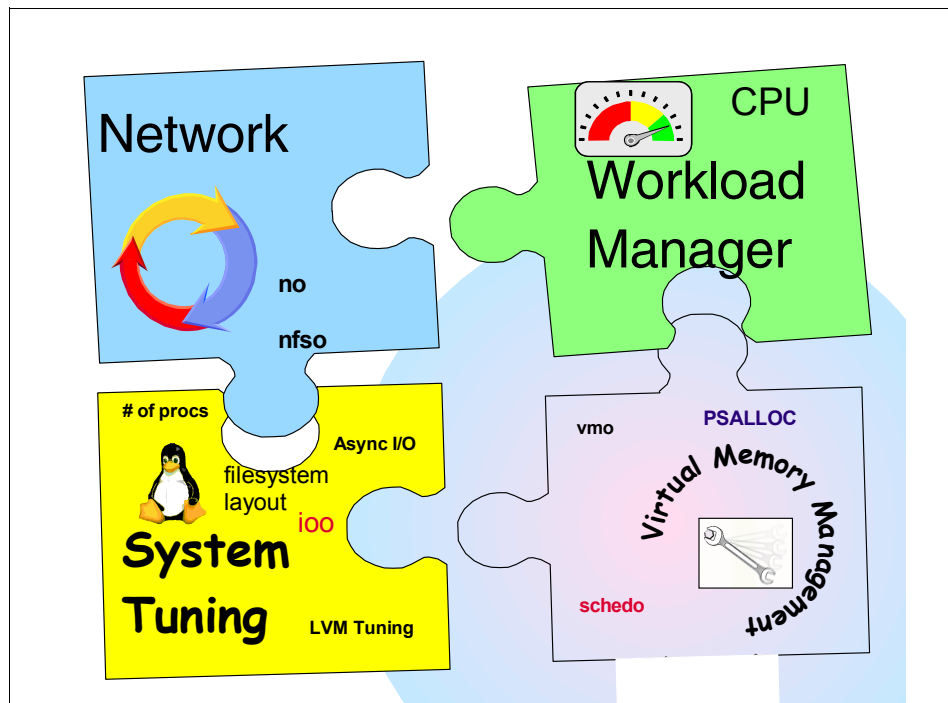 Network
no
nfso
CPU
Workload
Manager
# of procs
Async I/O
filesystem
layout
ioo
System
Tuning
LVM Tuning
vmo
PSALLOC
Virtual Memory Management
schedo